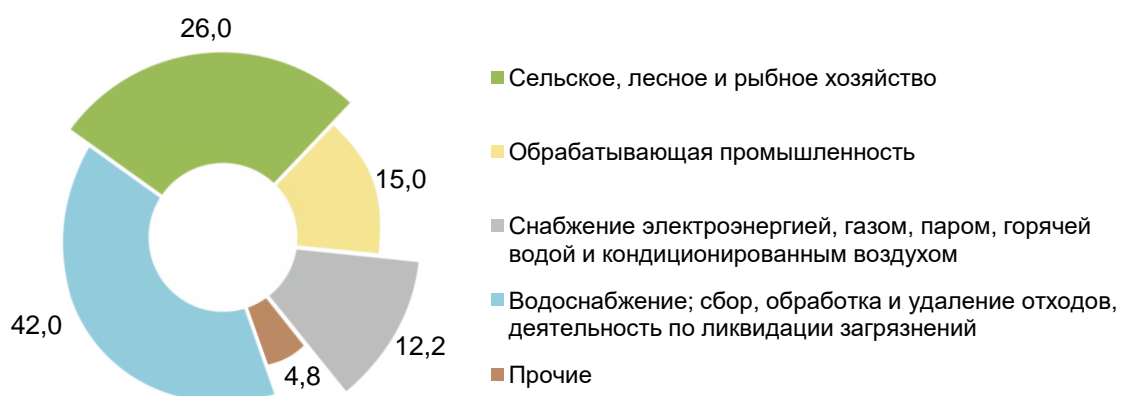 26,0
15,0
12,2
4,8
42,0
Сельское, лесное и рыбное хозяйство
Обрабатывающая промышленность
Снабжение электроэнергией, газом, паром, горячей
водой и кондиционированным воздухом
Водоснабжение; сбор, обработка и удаление отходов,
деятельность по ликвидации загрязнений
Прочие